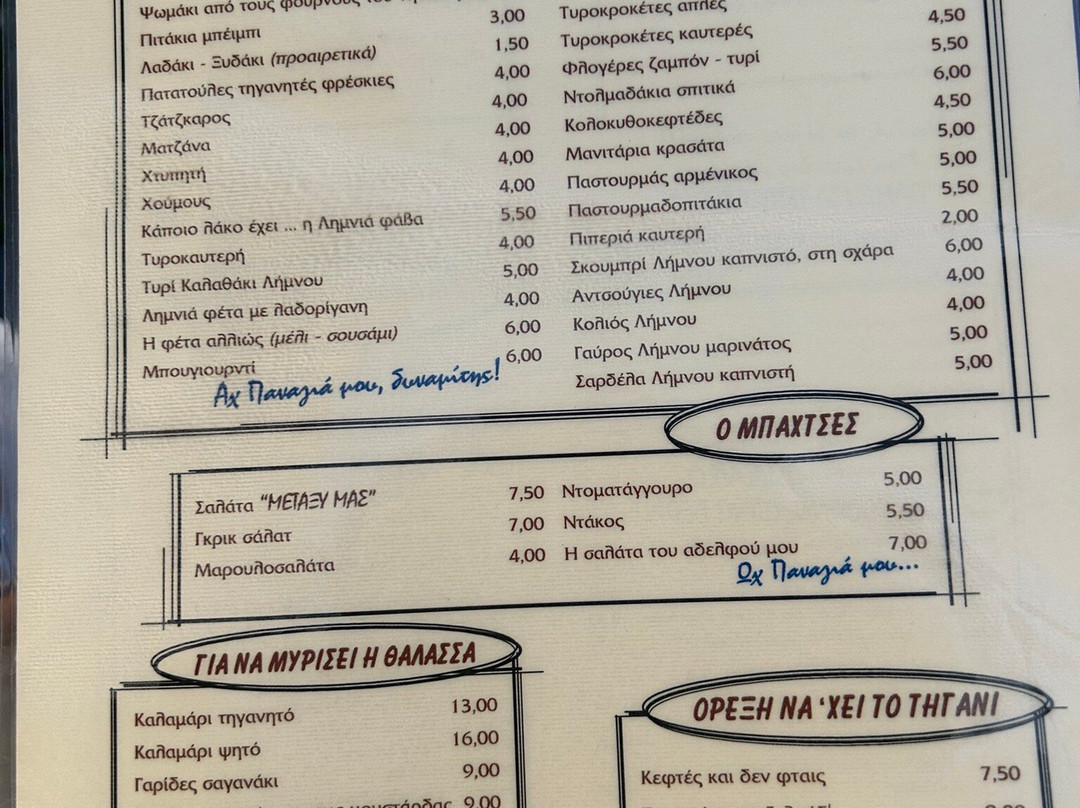 Ψωμάκι από τους φούρνους του
Πιτάκια μπέιμπι 3,00
Λαδάκι - Ξυδάκι (προαιρετικά) 1,50
Πατατούλες τηγανητές φρέσκιες 4,00
Τζάτζκαρος 4,00
Ματζάνα 4,00
Χτυπητή 4,00
Χούμους 4,00
Κάποιο λάκο έχει ... η Λημνιά φάβα 5,50
Τυροκαυτερή 4,00
Τυρί Καλαθάκι Λήμνου 5,00
Λημνιά φέτα με λαδορίγανη 4,00
Η φέτα αλλιώς (μέλι - σουσάμι) 6,00
Μπουγιουρντί 6,00
Αχ Παναγιά μου, δυναμίτης!
Τυροκροκέτες απλές
Τυροκροκέτες καυτερές 4,50
Φλογέρες ζαμπόν - τυρί 5,50
Ντολμαδάκια σπιτικά 6,00
Κολοκυθοκεφτέδες 4,50
Μανιτάρια κρασάτα 5,00
Παστουρμάς αρμένικος 5,00
Παστουρμαδοπιτάκια 5,50
Πιπεριά καυτερή 2,00
Σκουμπρί Λήμνου καπνιστό, στη σχάρα 6,00
Αντσούγιες Λήμνου 4,00
Κολιός Λήμνου 4,00
Γαύρος Λήμνου μαρινάτος 5,00
Σαρδέλα Λήμνου καπνιστή 5,00
Ο ΜΠΑΧΤΣΕΣ
Σαλάτα "ΜΕΤΑΞΥ ΜΑΣ" 7,50
Γκρικ σάλατ 7,00
Μαρουλοσαλάτα 4,00
Ντοματάγγουρο 5,00
Ντάκος 5,50
Η σαλάτα του αδελφού μου 7,00
Ωχ Παναγιά μου...
ΓΙΑ ΝΑ ΜΥΡΙΣΕΙ Η ΘΑΛΑΣΣΑ
Καλαμάρι τηγανητό 13,00
Καλαμάρι ψητό 16,00
Γαρίδες σαγανάκι 9,00
μουστάρδας 9,00
ΟΡΕΞΗ ΝΑ 'ΧΕΙ ΤΟ ΤΗΓΑΝΙ
Κεφτές και δεν φταις 7,50